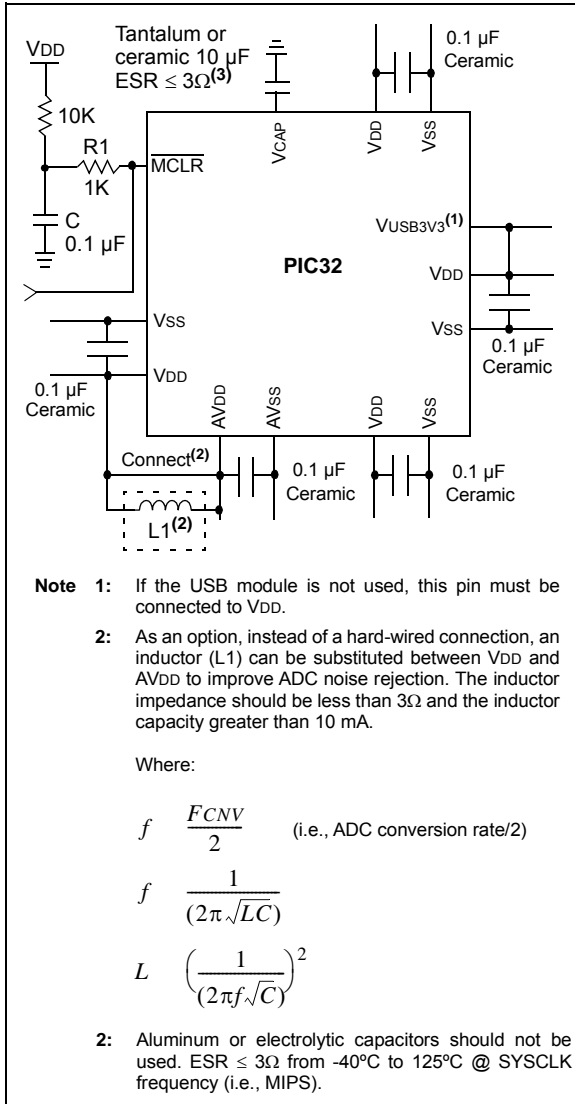 VDD
Tantalum or
ceramic 10 µF
ESR ≤ 3Ω(3)
0.1 µF
Ceramic
10K
R1
1K
C
0.1 µF
MCLR
VCAP
VDD
VSS
VUSB3V3(1)
PIC32
VDD
VSS
0.1 µF
Ceramic
VSS
VDD
0.1 µF
Ceramic
AVDD
AVSS
VDD
VSS
Connect(2)
L1(2)
0.1 µF
Ceramic
0.1 µF
Ceramic
Note 1: If the USB module is not used, this pin must be
connected to VDD.
2: As an option, instead of a hard-wired connection, an
inductor (L1) can be substituted between VDD and
AVDD to improve ADC noise rejection. The inductor
impedance should be less than 3Ω and the inductor
capacity greater than 10 mA.
Where:
f FCNV/2 (i.e., ADC conversion rate/2)
f 1/(2π√LC)
L (1/(2πf√C))²
2: Aluminum or electrolytic capacitors should not be
used. ESR ≤ 3Ω from -40ºC to 125ºC @ SYSCLK
frequency (i.e., MIPS).